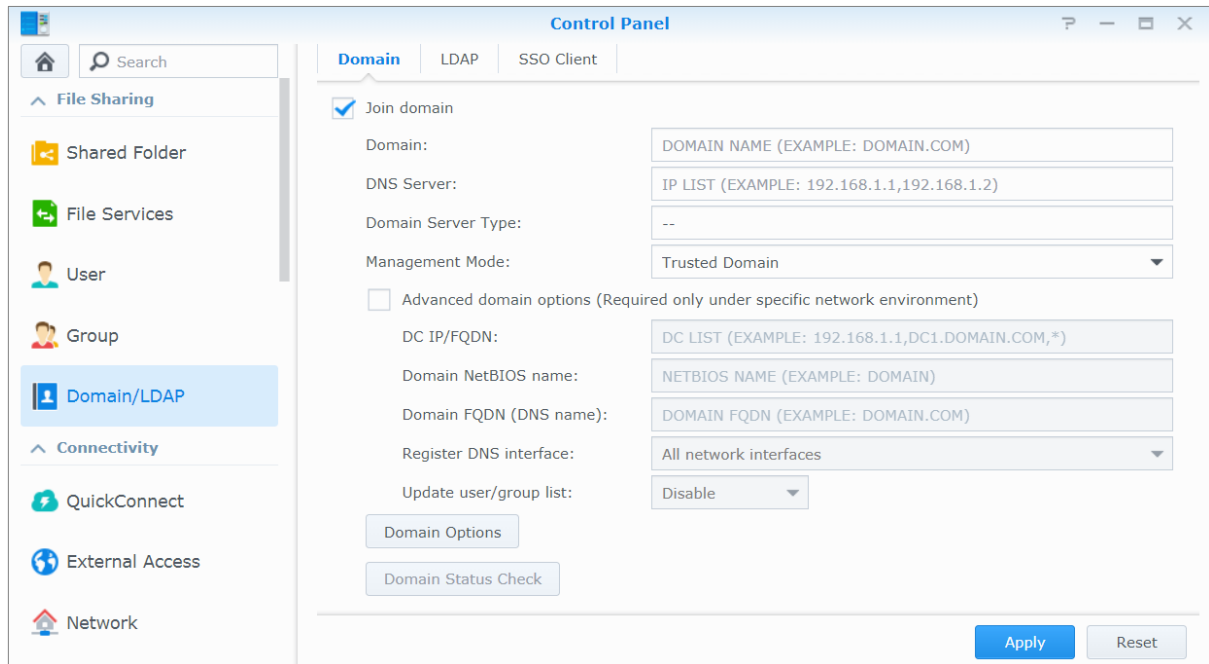 Control Panel
Search
Domain LDAP SSO Client
File Sharing
Shared Folder
File Services
User
Group
Domain/LDAP
Connectivity
QuickConnect
External Access
Network
Join domain
Domain: DOMAIN NAME (EXAMPLE: DOMAIN.COM)
DNS Server: IP LIST (EXAMPLE: 192.168.1.1,192.168.1.2)
Domain Server Type: --
Management Mode: Trusted Domain
Advanced domain options (Required only under specific network environment)
DC IP/FQDN: DC LIST (EXAMPLE: 192.168.1.1,DC1.DOMAIN.COM,*)
Domain NetBIOS name: NETBIOS NAME (EXAMPLE: DOMAIN)
Domain FQDN (DNS name): DOMAIN FQDN (EXAMPLE: DOMAIN.COM)
Register DNS interface: All network interfaces
Update user/group list: Disable
Domain Options
Domain Status Check
Apply Reset